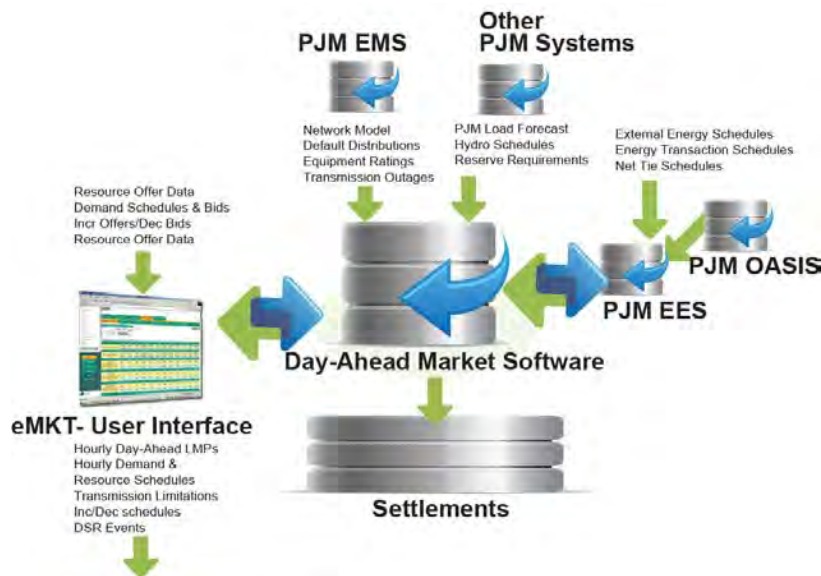 PJM EMS
Other
PJM Systems
Network Model
Default Distributions
Equipment Ratings
Transmission Outages
PJM Load Forecast
Hydro Schedules
Reserve Requirements
External Energy Schedules
Energy Transaction Schedules
Net Tie Schedules
Resource Offer Data
Demand Schedules & Bids
Incr Offers/Dec Bids
Resource Offer Data
PJM OASIS
PJM EES
Day-Ahead Market Software
eMKT- User Interface
Hourly Day-Ahead LMPs
Hourly Demand &
Resource Schedules
Transmission Limitations
Inc/Dec schedules
DSR Events
Settlements